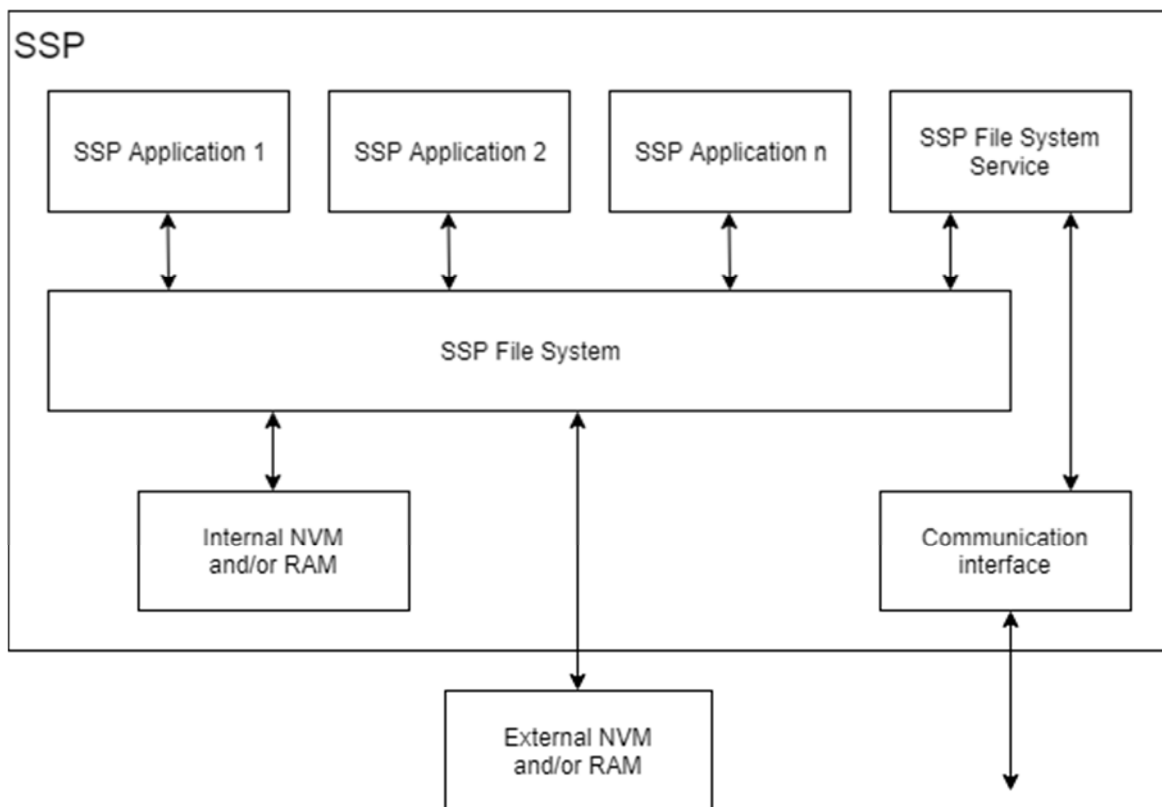 SSP
SSP Application 1
SSP Application 2
SSP Application n
SSP File System
Service
SSP File System
Internal NVM
and/or RAM
Communication
interface
External NVM
and/or RAM